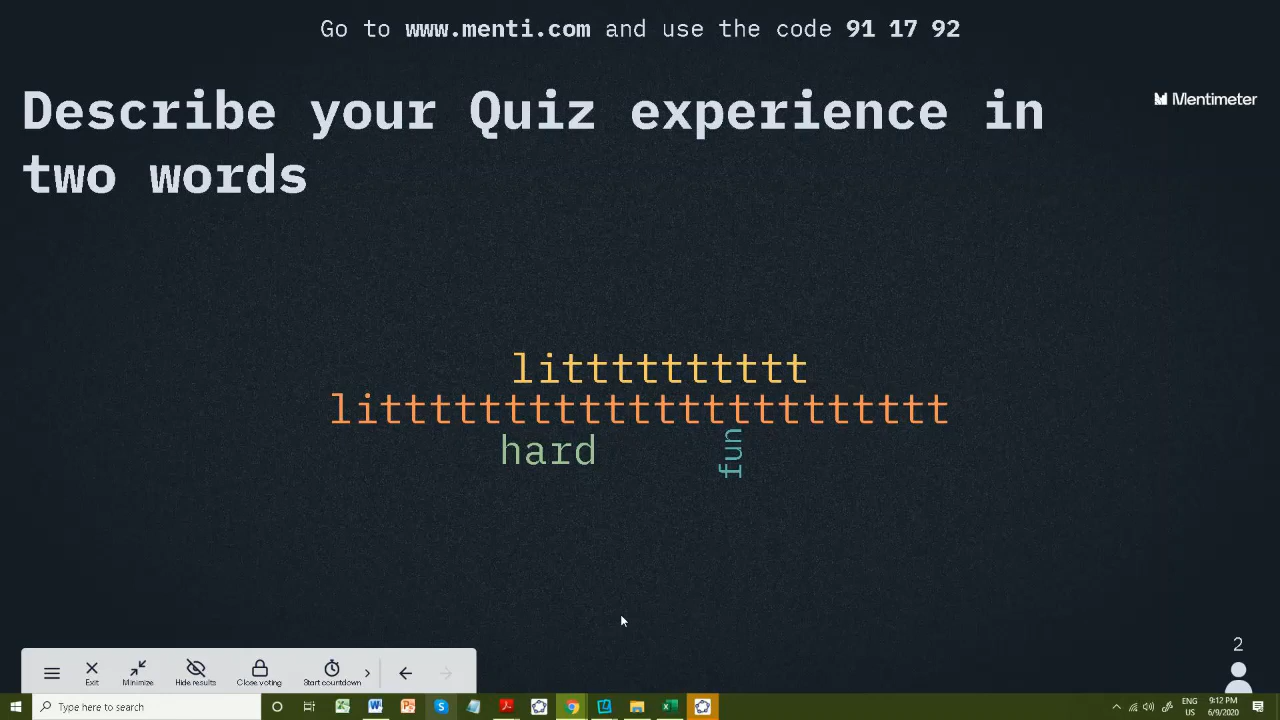 Go to www.menti.com and use the code 91 17 92
Mentimeter
Describe your Quiz experience in
two words
litttttttttt
litttttttttttttttttttttt
hard
fun
2
Exit
Minimize
Hide results
Close voting
Start countdown
Type here to search
ENG
US
9:12 PM
6/9/2020